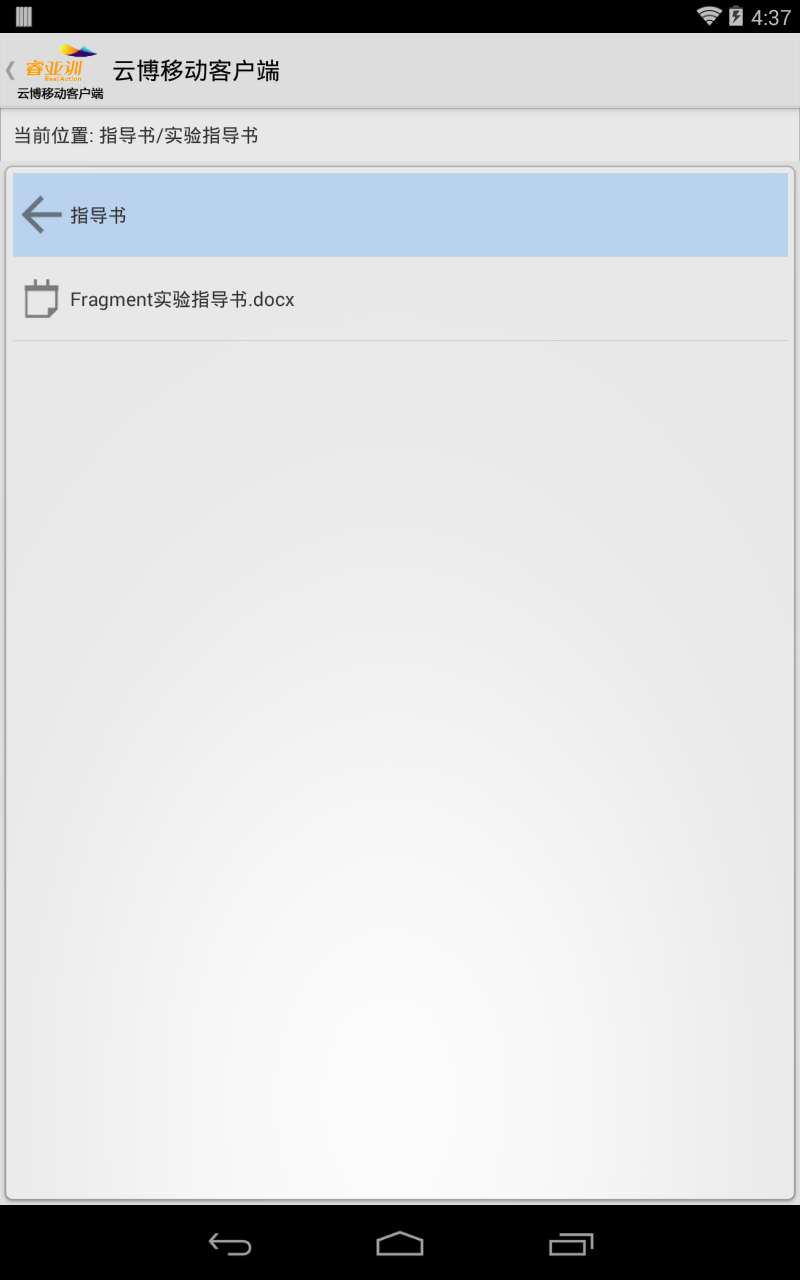 4:37
睿亚训
Real Action
云博移动客户端
云博移动客户端
当前位置: 指导书/实验指导书
指导书
Fragment实验指导书.docx